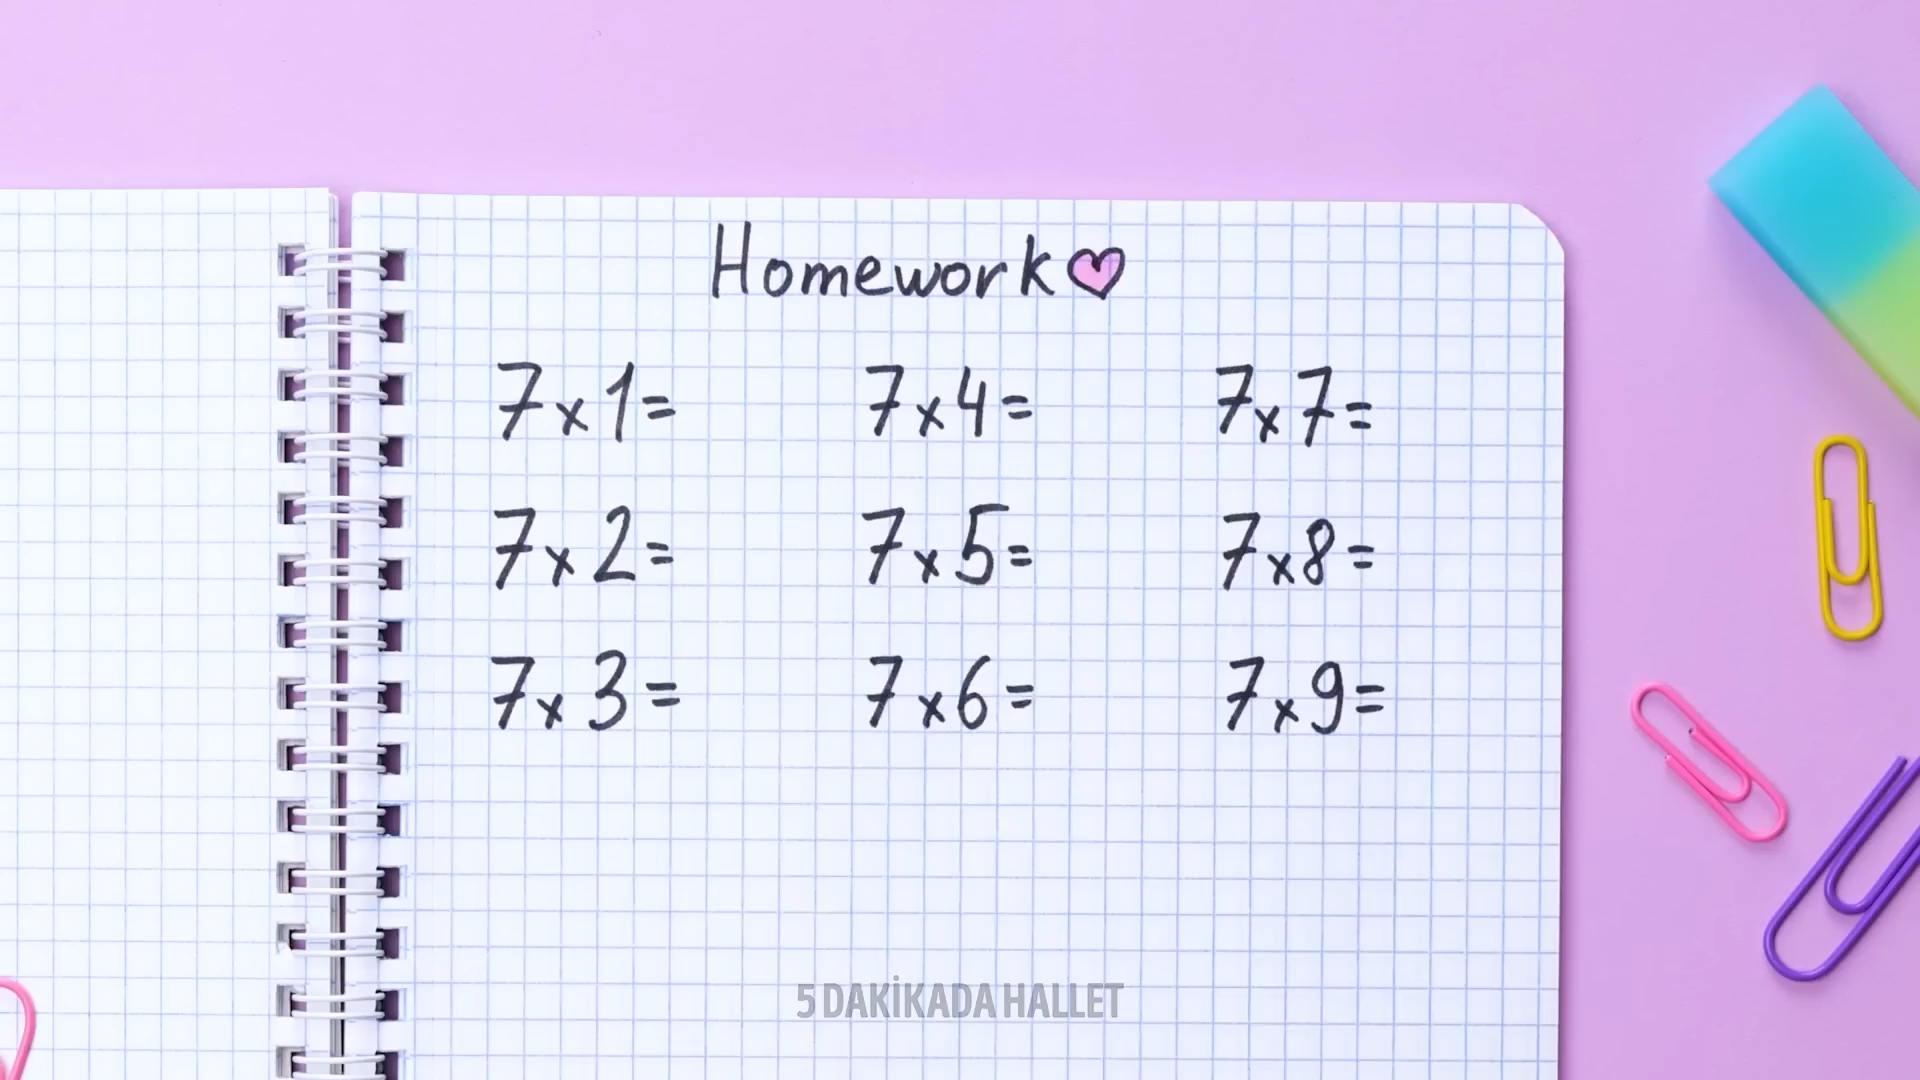 Homework
7x1= 7x4= 7x7=
7x2= 7x5= 7x8=
7x3= 7x6= 7x9=
5 DAKİKADA HALLET